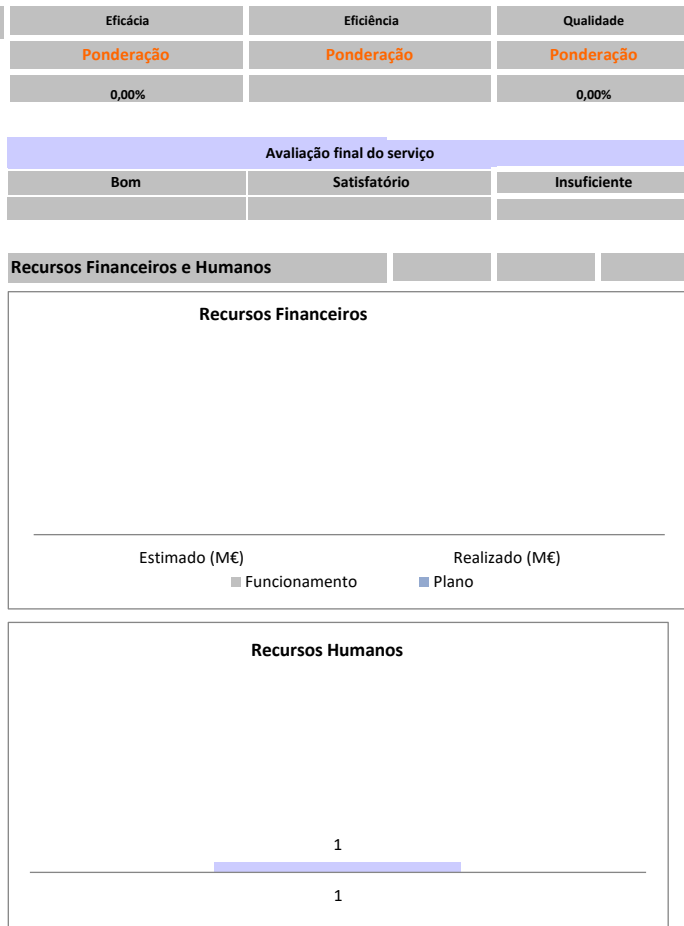 Eficácia Eficiência Qualidade
Ponderação Ponderação Ponderação
0,00% 0,00%
Avaliação final do serviço
Bom Satisfatório Insuficiente
Recursos Financeiros e Humanos
Recursos Financeiros
Estimado (M€) Realizado (M€)
Funcionamento Plano
Recursos Humanos
1
1